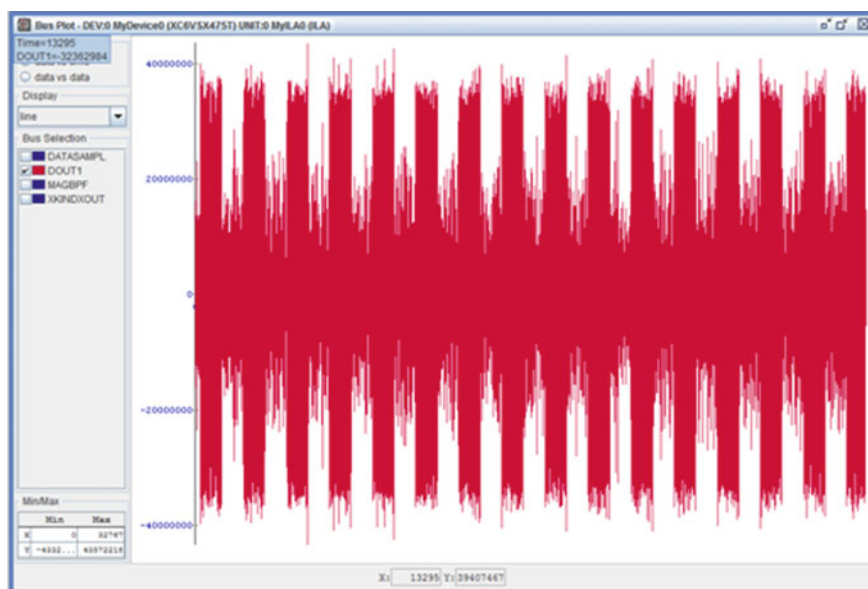 Bus Plot - DEV:0 MyDevice0 (XC6VSX475T) UNIT:0 MyILA0 (ILA)
Time=13295
DOUT1=-32362984
data vs data
Display
line
Bus Selection
DATASAMPL
DOUT1
MAGBPF
XKINDXOUT
40000000
20000000
0
-20000000
-40000000
Min/Max
Min Max
X 0 32767
Y -4332... 43972218
X: 13295 Y: 39407467